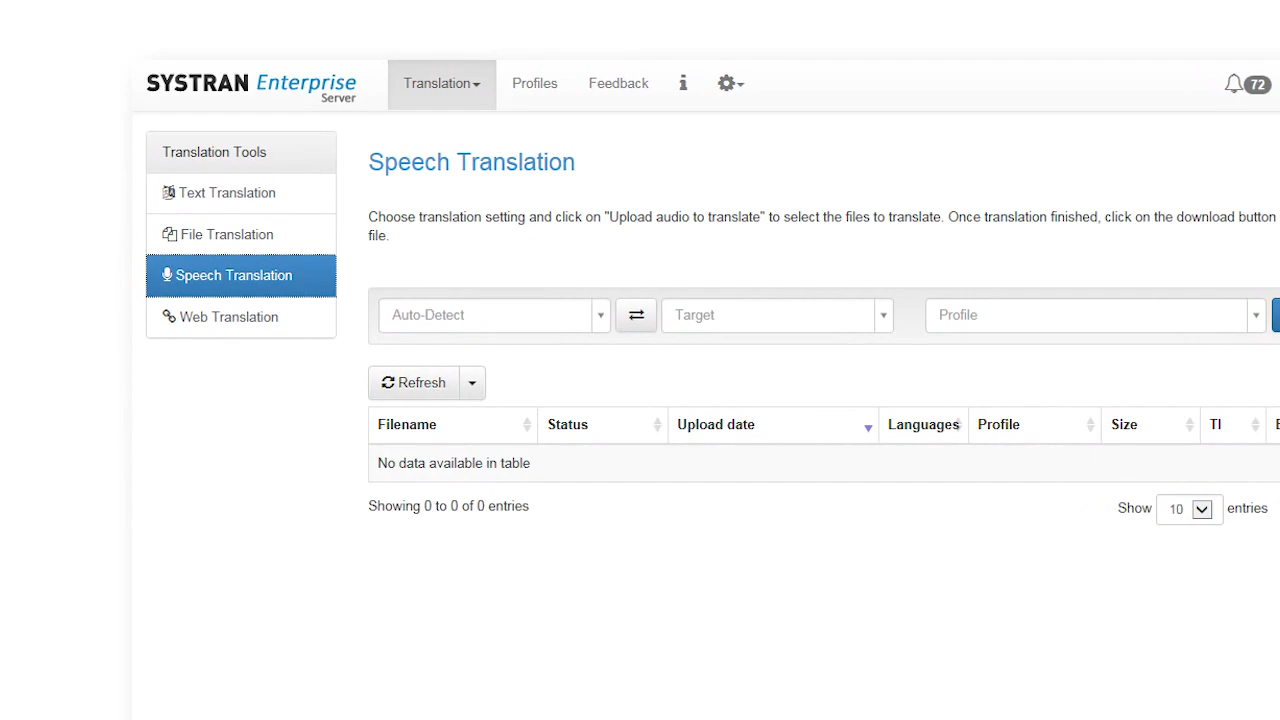 SYSTRAN Enterprise Server
Translation
Profiles
Feedback
72
Translation Tools
Text Translation
File Translation
Speech Translation
Web Translation
Speech Translation
Choose translation setting and click on "Upload audio to translate" to select the files to translate. Once translation finished, click on the download button
file.
Auto-Detect
Target
Profile
Refresh
Filename Status Upload date Languages Profile Size TI
No data available in table
Showing 0 to 0 of 0 entries
Show 10 entries